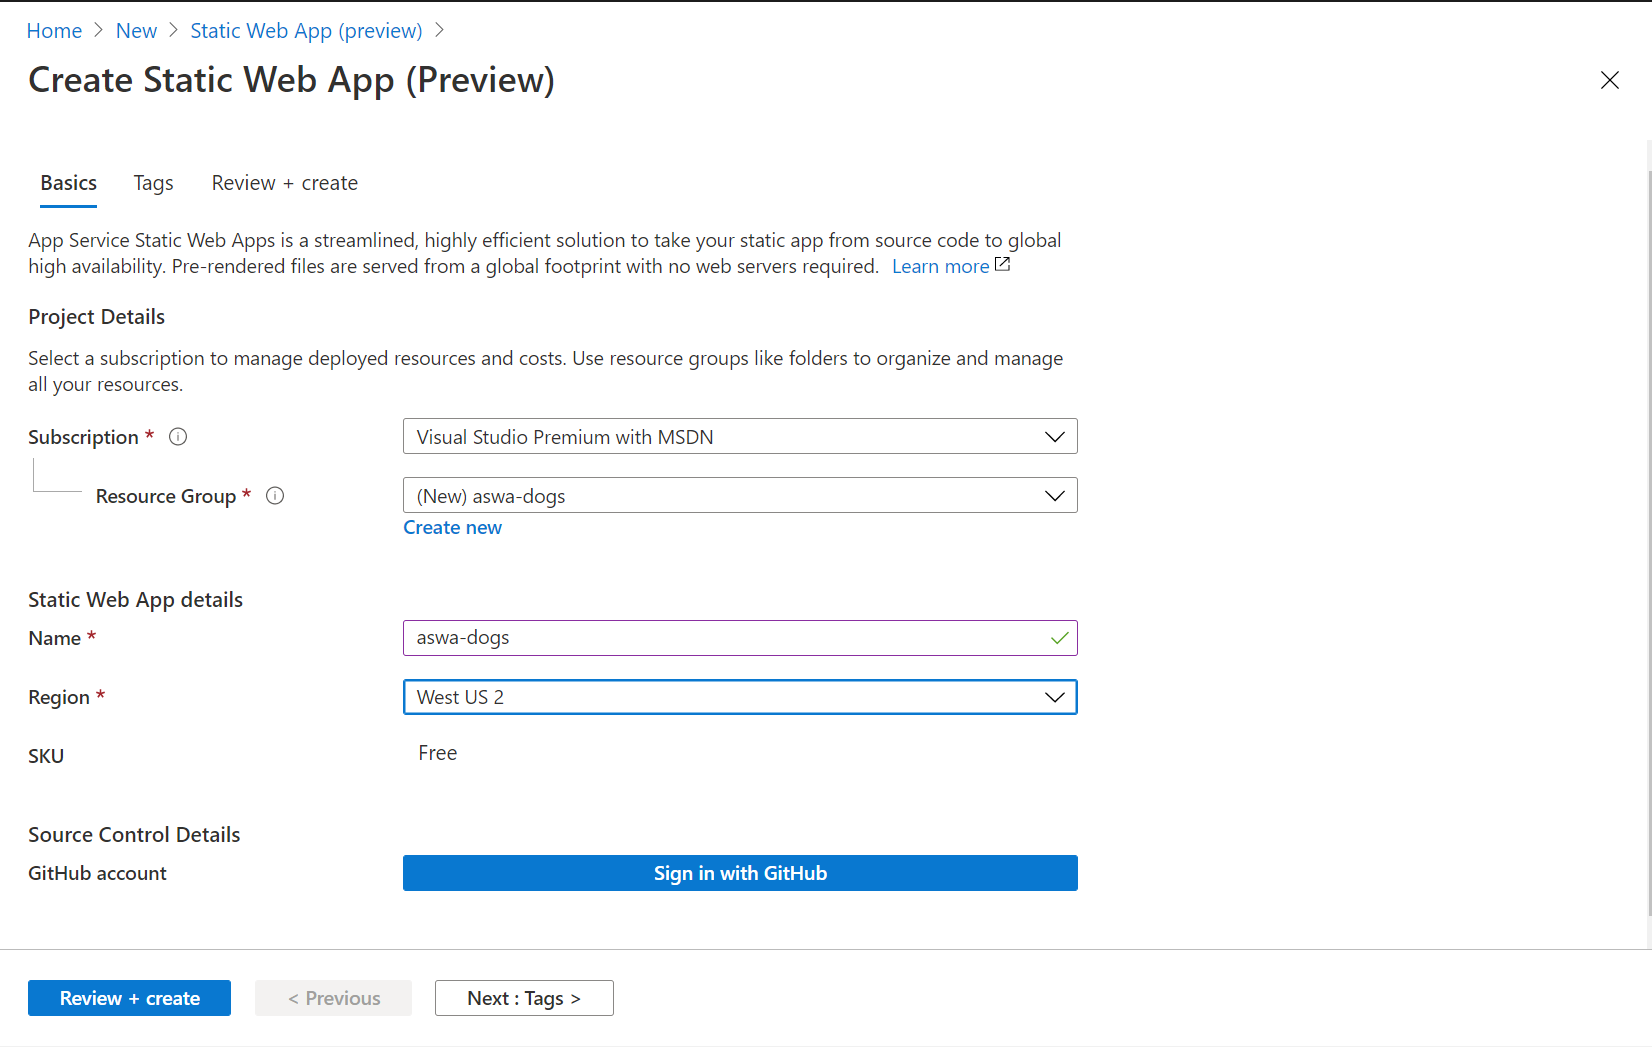 Home > New > Static Web App (preview) >
Create Static Web App (Preview)
Basics Tags Review + create
App Service Static Web Apps is a streamlined, highly efficient solution to take your static app from source code to global
high availability. Pre-rendered files are served from a global footprint with no web servers required. Learn more
Project Details
Select a subscription to manage deployed resources and costs. Use resource groups like folders to organize and manage
all your resources.
Subscription * Visual Studio Premium with MSDN
Resource Group * (New) aswa-dogs
Create new
Static Web App details
Name * aswa-dogs
Region * West US 2
SKU Free
Source Control Details
GitHub account Sign in with GitHub
Review + create < Previous Next : Tags >